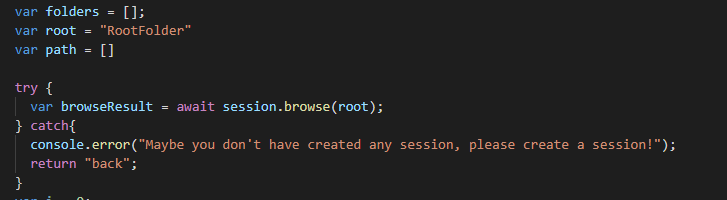 var folders = [];
var root = "RootFolder"
var path = []
try {
var browseResult = await session.browse(root);
} catch{
console.error("Maybe you don't have created any session, please create a session!");
return "back";
}